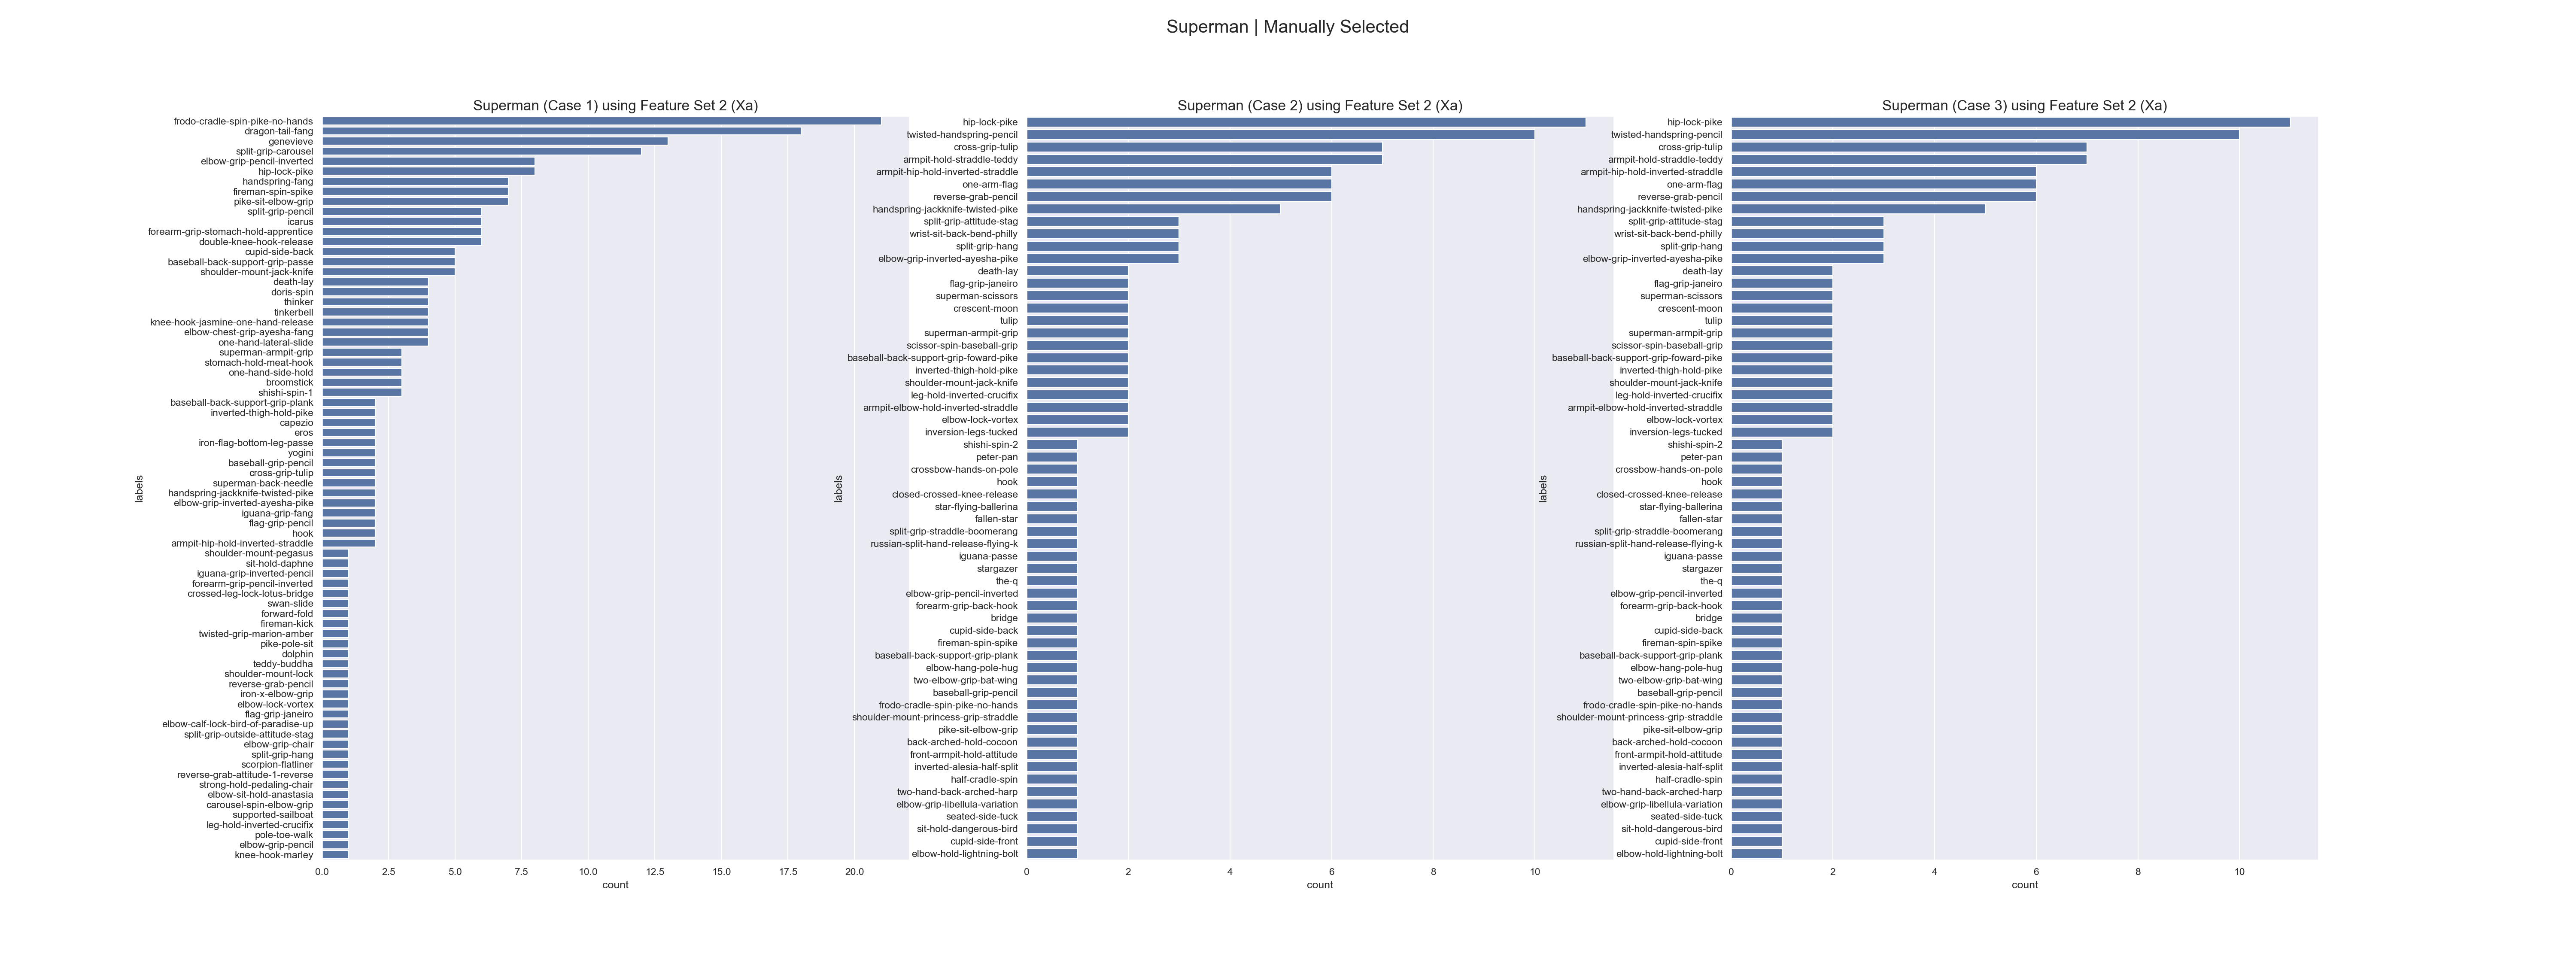 Superman | Manually Selected
Superman (Case 1) using Feature Set 2 (Xa)
frodo-cradle-spin-pike-no-hands
dragon-tail-fang
genevieve
split-grip-carousel
elbow-grip-pencil-inverted
hip-lock-pike
handspring-fang
fireman-spin-spike
pike-sit-elbow-grip
split-grip-pencil
icarus
forearm-grip-stomach-hold-apprentice
double-knee-hook-release
cupid-side-back
baseball-back-support-grip-passe
shoulder-mount-jack-knife
death-lay
doris-spin
thinker
tinkerbell
knee-hook-jasmine-one-hand-release
elbow-chest-grip-ayesha-fang
one-hand-lateral-slide
superman-armpit-grip
stomach-hold-meat-hook
one-hand-side-hold
broomstick
shishi-spin-1
baseball-back-support-grip-plank
inverted-thigh-hold-pike
capezio
eros
iron-flag-bottom-leg-passe
yogini
baseball-grip-pencil
cross-grip-tulip
superman-back-needle
handspring-jackknife-twisted-pike
elbow-grip-inverted-ayesha-pike
iguana-grip-fang
flag-grip-pencil
hook
armpit-hip-hold-inverted-straddle
shoulder-mount-pegasus
sit-hold-daphne
iguana-grip-inverted-pencil
forearm-grip-pencil-inverted
crossed-leg-lock-lotus-bridge
swan-slide
forward-fold
fireman-kick
twisted-grip-marion-amber
pike-pole-sit
dolphin
teddy-buddha
shoulder-mount-lock
reverse-grab-pencil
iron-x-elbow-grip
elbow-lock-vortex
flag-grip-janeiro
elbow-calf-lock-bird-of-paradise-up
split-grip-outside-attitude-stag
elbow-grip-chair
split-grip-hang
scorpion-flatliner
reverse-grab-attitude-1-reverse
strong-hold-pedaling-chair
elbow-sit-hold-anastasia
carousel-spin-elbow-grip
supported-sailboat
leg-hold-inverted-crucifix
pole-toe-walk
elbow-grip-pencil
knee-hook-marley
labels
0.0 2.5 5.0 7.5 10.0 12.5 15.0 17.5 20.0
count
Superman (Case 2) using Feature Set 2 (Xa)
hip-lock-pike
twisted-handspring-pencil
cross-grip-tulip
armpit-hold-straddle-teddy
armpit-hip-hold-inverted-straddle
one-arm-flag
reverse-grab-pencil
handspring-jackknife-twisted-pike
split-grip-attitude-stag
wrist-sit-back-bend-philly
split-grip-hang
elbow-grip-inverted-ayesha-pike
death-lay
flag-grip-janeiro
superman-scissors
crescent-moon
tulip
superman-armpit-grip
scissor-spin-baseball-grip
baseball-back-support-grip-foward-pike
inverted-thigh-hold-pike
shoulder-mount-jack-knife
leg-hold-inverted-crucifix
armpit-elbow-hold-inverted-straddle
elbow-lock-vortex
inversion-legs-tucked
shishi-spin-2
peter-pan
crossbow-hands-on-pole
hook
closed-crossed-knee-release
star-flying-ballerina
fallen-star
split-grip-straddle-boomerang
russian-split-hand-release-flying-k
iguana-passe
stargazer
the-q
elbow-grip-pencil-inverted
forearm-grip-back-hook
bridge
cupid-side-back
fireman-spin-spike
baseball-back-support-grip-plank
elbow-hang-pole-hug
two-elbow-grip-bat-wing
baseball-grip-pencil
frodo-cradle-spin-pike-no-hands
shoulder-mount-princess-grip-straddle
pike-sit-elbow-grip
back-arched-hold-cocoon
front-armpit-hold-attitude
inverted-alesia-half-split
half-cradle-spin
two-hand-back-arched-harp
elbow-grip-libellula-variation
seated-side-tuck
sit-hold-dangerous-bird
cupid-side-front
elbow-hold-lightning-bolt
labels
0 2 4 6 8 10
count
Superman (Case 3) using Feature Set 2 (Xa)
hip-lock-pike
twisted-handspring-pencil
cross-grip-tulip
armpit-hold-straddle-teddy
armpit-hip-hold-inverted-straddle
one-arm-flag
reverse-grab-pencil
handspring-jackknife-twisted-pike
split-grip-attitude-stag
wrist-sit-back-bend-philly
split-grip-hang
elbow-grip-inverted-ayesha-pike
death-lay
flag-grip-janeiro
superman-scissors
crescent-moon
tulip
superman-armpit-grip
scissor-spin-baseball-grip
baseball-back-support-grip-foward-pike
inverted-thigh-hold-pike
shoulder-mount-jack-knife
leg-hold-inverted-crucifix
armpit-elbow-hold-inverted-straddle
elbow-lock-vortex
inversion-legs-tucked
shishi-spin-2
peter-pan
crossbow-hands-on-pole
hook
closed-crossed-knee-release
star-flying-ballerina
fallen-star
split-grip-straddle-boomerang
russian-split-hand-release-flying-k
iguana-passe
stargazer
the-q
elbow-grip-pencil-inverted
forearm-grip-back-hook
bridge
cupid-side-back
fireman-spin-spike
baseball-back-support-grip-plank
elbow-hang-pole-hug
two-elbow-grip-bat-wing
baseball-grip-pencil
frodo-cradle-spin-pike-no-hands
shoulder-mount-princess-grip-straddle
pike-sit-elbow-grip
back-arched-hold-cocoon
front-armpit-hold-attitude
inverted-alesia-half-split
half-cradle-spin
two-hand-back-arched-harp
elbow-grip-libellula-variation
seated-side-tuck
sit-hold-dangerous-bird
cupid-side-front
elbow-hold-lightning-bolt
labels
0 2 4 6 8 10
count